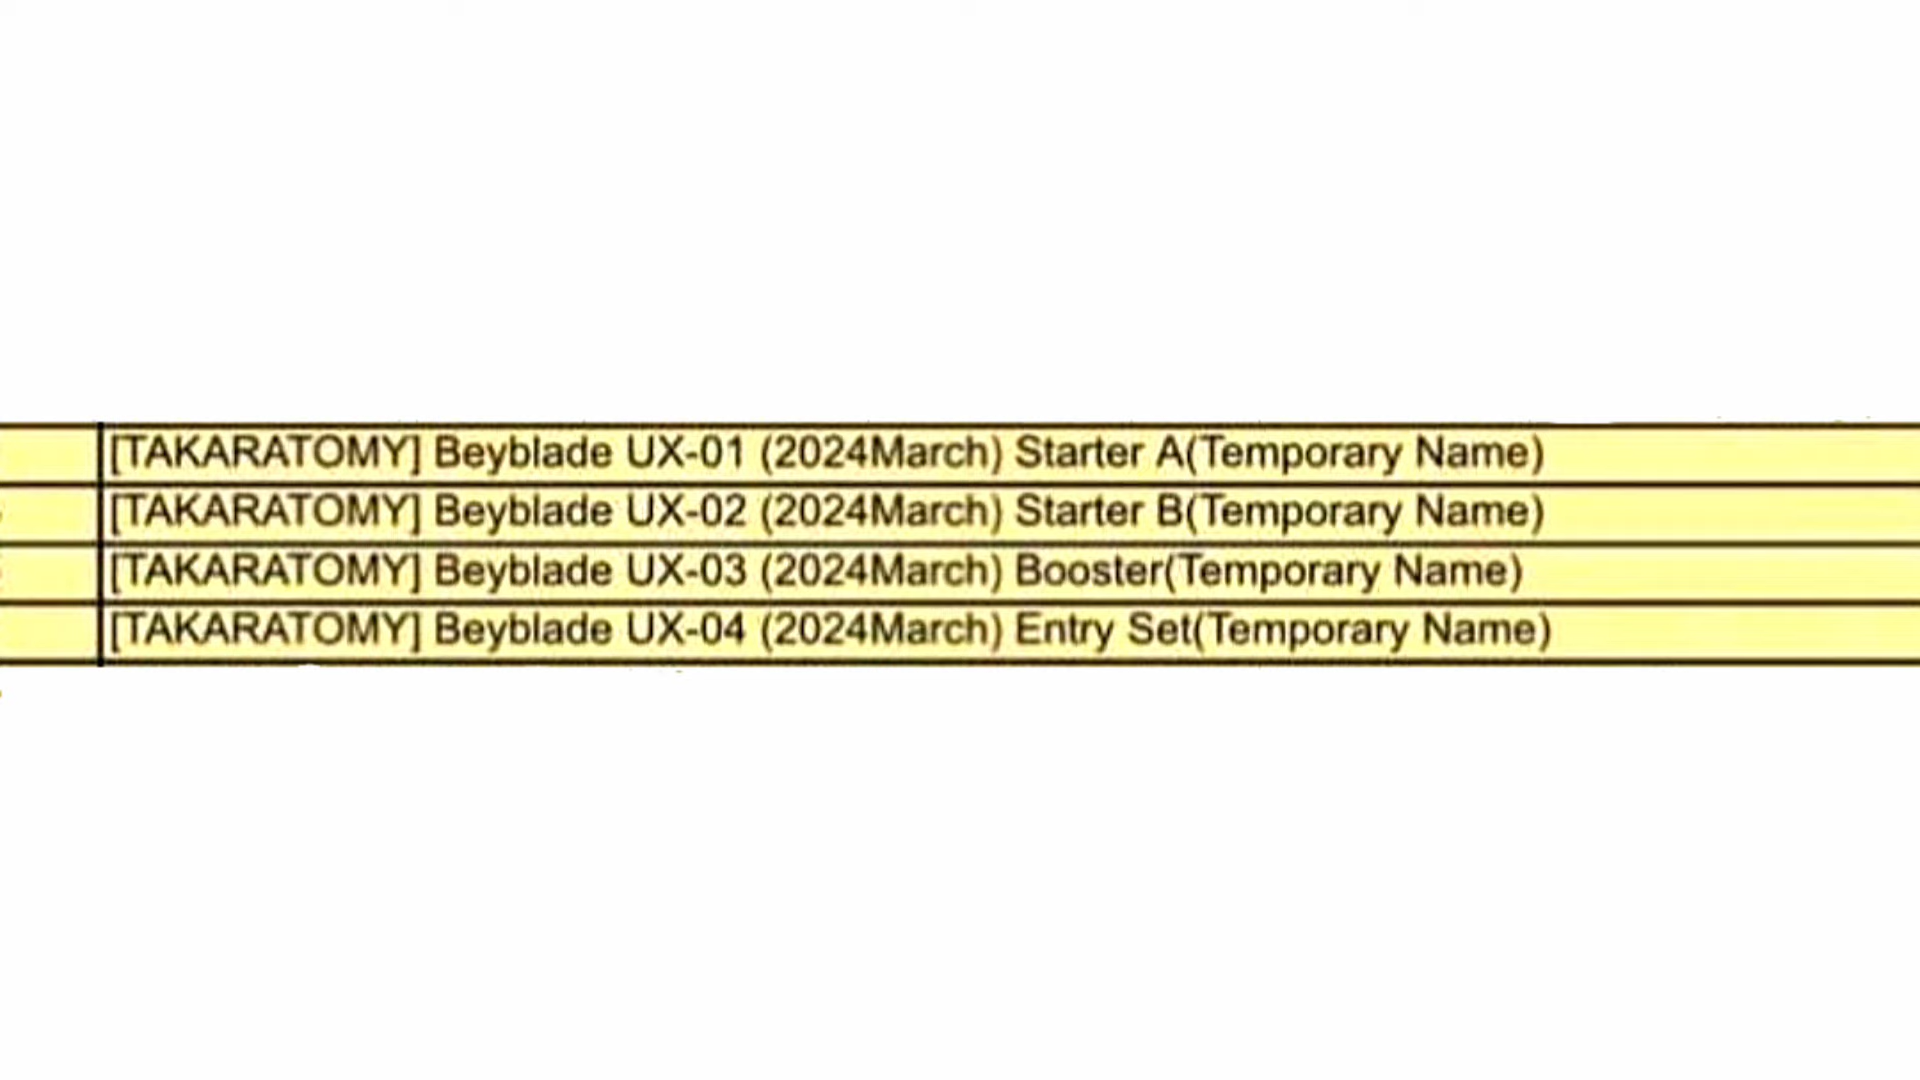 [TAKARATOMY] Beyblade UX-01 (2024March) Starter A(Temporary Name)
[TAKARATOMY] Beyblade UX-02 (2024March) Starter B(Temporary Name)
[TAKARATOMY] Beyblade UX-03 (2024March) Booster(Temporary Name)
[TAKARATOMY] Beyblade UX-04 (2024March) Entry Set(Temporary Name)